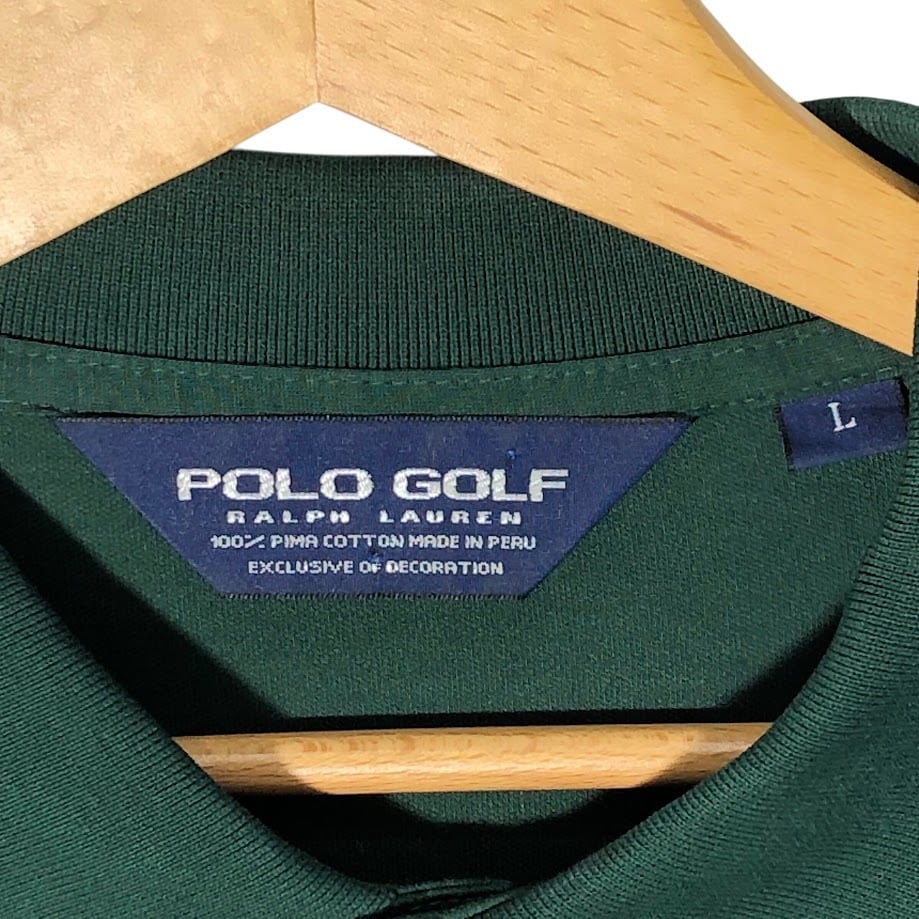 POLO GOLF
RALPH LAUREN
100% PIMA COTTON MADE IN PERU
EXCLUSIVE OF DECORATION
L